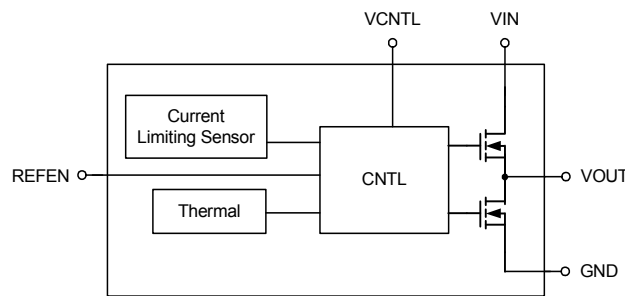 VCNTL VIN
Current
Limiting Sensor
REFEN
CNTL
VOUT
Thermal
GND